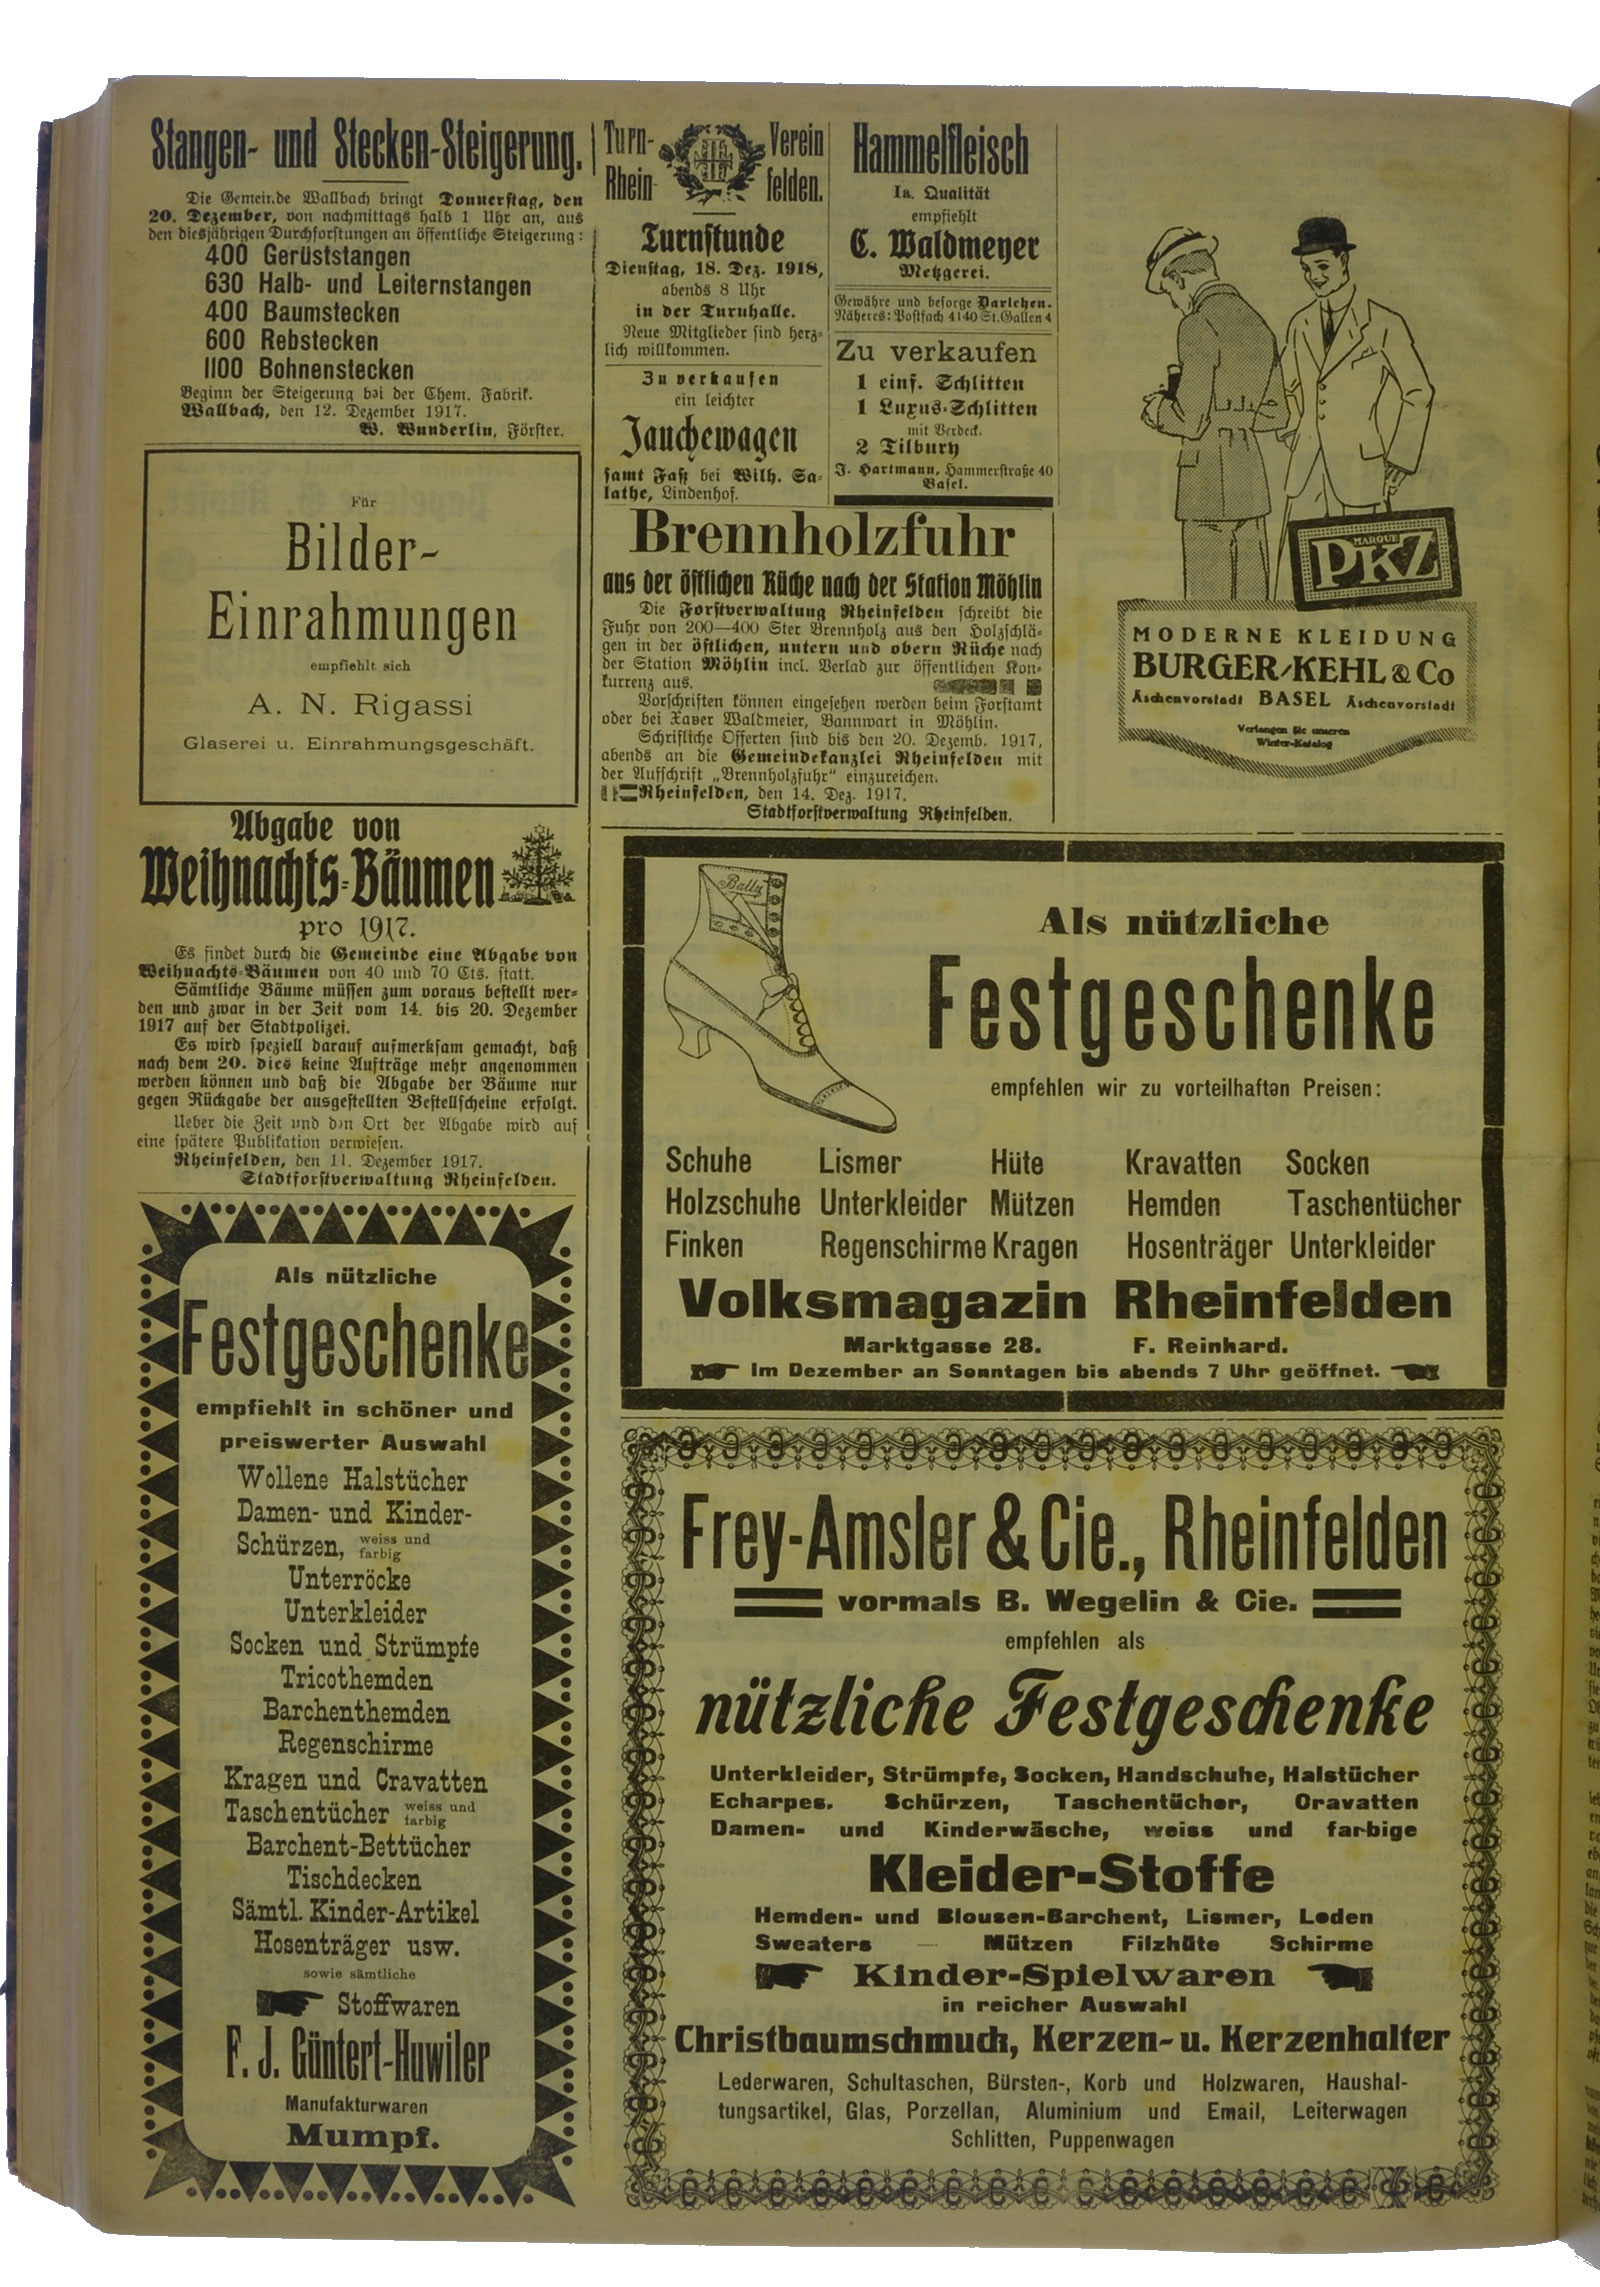 Stangen- und Stecken-Steigerung.
Die Gemeinde Wallbach bringt Donnerstag, den
20. Dezember, von nachmittags halb 1 Uhr an, aus
den diesjährigen Durchforstungen an öffentliche Steigerung:
400 Gerüststangen
630 Halb- und Leiternstangen
400 Baumstecken
600 Rebstecken
1100 Bohnenstecken
Beginn der Steigerung bei der Chem. Fabrik.
Wallbach, den 12. Dezember 1917.
W. Wunderlin, Förster.
Für
Bilder-
Einrahmungen
empfiehlt sich
A. N. Rigassi
Glaserei u. Einrahmungsgeschäft.
Abgabe von
Weihnachts-Bäumen
pro 1917.
Es findet durch die Gemeinde eine Abgabe von
Weihnachts-Bäumen von 40 und 70 Cts. statt.
Sämtliche Bäume müssen zum voraus bestellt wer-
den und zwar in der Zeit vom 14. bis 20. Dezember
1917 auf der Stadtpolizei.
Es wird speziell darauf aufmerksam gemacht, daß
nach dem 20. dies keine Aufträge mehr angenommen
werden können und daß die Abgabe der Bäume nur
gegen Rückgabe der ausgestellten Bestellscheine erfolgt.
Ueber die Zeit und den Ort der Abgabe wird auf
eine spätere Publikation verwiesen.
Rheinfelden, den 11. Dezember 1917.
Stadtforstverwaltung Rheinfelden.
Als nützliche
Festgeschenke
empfiehlt in schöner und
preiswerter Auswahl
Wollene Halstücher
Damen- und Kinder-
Schürzen, weiss und
farbig
Unterröcke
Unterkleider
Socken und Strümpfe
Tricothemden
Barchenthemden
Regenschirme
Kragen und Cravatten
Taschentücher weiss und
farbig
Barchent-Bettücher
Tischdecken
Sämtl. Kinder-Artikel
Hosenträger usw.
sowie sämtliche
Stoffwaren
F. J. Güntert-Huwiler
Manufakturwaren
Mumpf.
Turn- Verein
Rhein- felden.
Turnstunde
Dienstag, 18. Dez. 1918,
abends 8 Uhr
in der Turnhalle.
Neue Mitglieder sind herz-
lich willkommen.
Zu verkaufen
ein leichter
Jauchewagen
samt Faß bei Wilh. Sa-
lathe, Lindenhof.
Hammelfleisch
Ia. Qualität
empfiehlt
C. Waldmeyer
Metzgerei.
Gewähre und besorge Darlehen.
Näheres: Postfach 4140 St. Gallen 4
Zu verkaufen
1 einf. Schlitten
1 Luxus-Schlitten
mit Verdeck.
2 Tilbury
J. Hartmann, Hammerstraße 40
Basel.
Brennholzfuhr
aus der östlichen Rüche nach der Station Möhlin
Die Forstverwaltung Rheinfelden schreibt die
Fuhr von 200—400 Ster Brennholz aus den Holzschlä-
gen in der östlichen, untern und obern Rüche nach
der Station Möhlin incl. Verlad zur öffentlichen Kon-
kurrenz aus.
Vorschriften können eingesehen werden beim Forstamt
oder bei Xaver Waldmeier, Bannwart in Möhlin.
Schrifliche Offerten sind bis den 20. Dezemb. 1917,
abends an die Gemeindekanzlei Rheinfelden mit
der Aufschrift „Brennholzfuhr“ einzureichen.
Rheinfelden, den 14. Dez. 1917.
Stadtforstverwaltung Rheinfelden.
MARQUE
PKZ
MODERNE KLEIDUNG
BURGER-KEHL & Co
Aschenvorstadt BASEL Aschenvorstadt
Verlangen Sie unseren
Winter-Katalog
Bally
Als nützliche
Festgeschenke
empfehlen wir zu vorteilhaften Preisen:
Schuhe Lismer Hüte Kravatten Socken
Holzschuhe Unterkleider Mützen Hemden Taschentücher
Finken Regenschirme Kragen Hosenträger Unterkleider
Volksmagazin Rheinfelden
Marktgasse 28. F. Reinhard.
Im Dezember an Sonntagen bis abends 7 Uhr geöffnet.
Frey-Amsler & Cie., Rheinfelden
vormals B. Wegelin & Cie.
empfehlen als
nützliche Festgeschenke
Unterkleider, Strümpfe, Socken, Handschuhe, Halstücher
Echarpes. Schürzen, Taschentücher, Cravatten
Damen- und Kinderwäsche, weiss und farbige
Kleider-Stoffe
Hemden- und Blousen-Barchent, Lismer, Loden
Sweaters — Mützen Filzhüte Schirme
Kinder-Spielwaren
in reicher Auswahl
Christbaumschmuck, Kerzen- u. Kerzenhalter
Lederwaren, Schultaschen, Bürsten-, Korb und Holzwaren, Haushal-
tungsartikel, Glas, Porzellan, Aluminium und Email, Leiterwagen
Schlitten, Puppenwagen